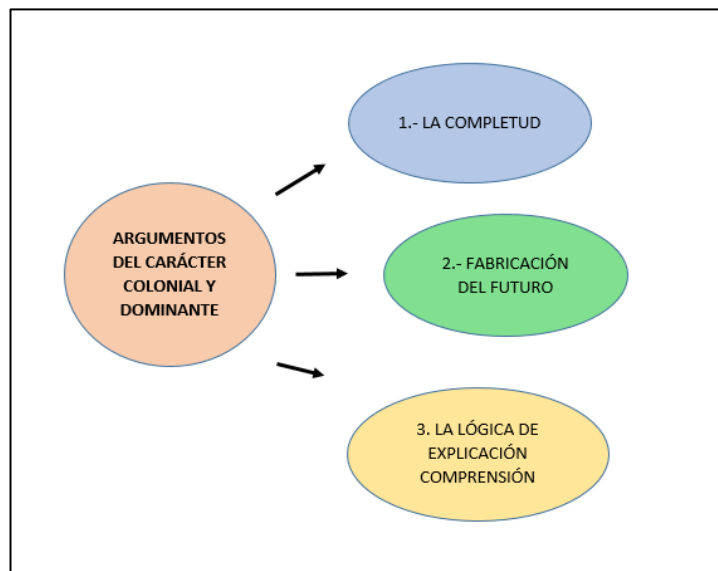 ARGUMENTOS
DEL CARÁCTER
COLONIAL Y
DOMINANTE
1.- LA COMPLETUD
2.- FABRICACIÓN
DEL FUTURO
3. LA LÓGICA DE
EXPLICACIÓN
COMPRENSIÓN